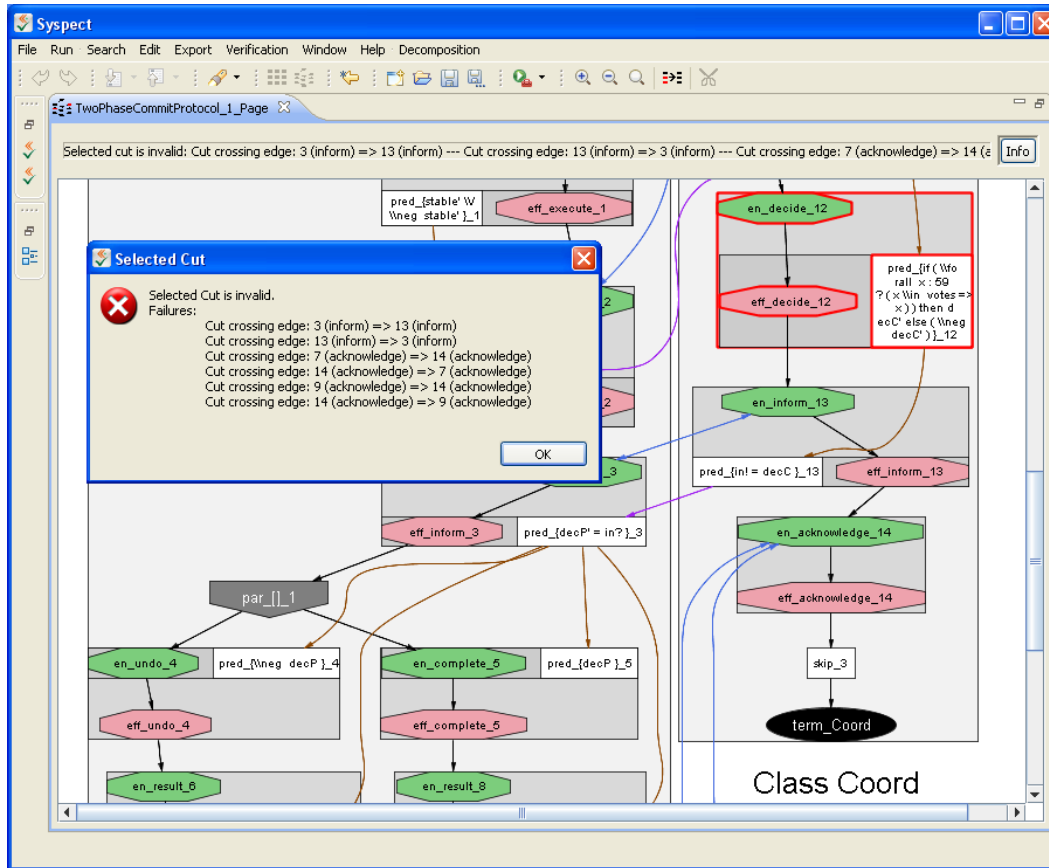 Syspect
File Run Search Edit Export Verification Window Help Decomposition
TwoPhaseCommitProtocol_1_Page
Selected cut is invalid: Cut crossing edge: 3 (inform) => 13 (inform) --- Cut crossing edge: 13 (inform) => 3 (inform) --- Cut crossing edge: 7 (acknowledge) => 14 (a
Info
pred_{stable' \V
\\neg stable' }_1
eff_execute_1
en_decide_12
eff_decide_12
pred_{if ( \\fo
rall x : 59
? ( x \\in votes =>
x ) ) then d
ecC' else ( \\neg
decC' ) }_12
Selected Cut
Selected Cut is invalid.
Failures:
Cut crossing edge: 3 (inform) => 13 (inform)
Cut crossing edge: 13 (inform) => 3 (inform)
Cut crossing edge: 7 (acknowledge) => 14 (acknowledge)
Cut crossing edge: 14 (acknowledge) => 7 (acknowledge)
Cut crossing edge: 9 (acknowledge) => 14 (acknowledge)
Cut crossing edge: 14 (acknowledge) => 9 (acknowledge)
OK
_2
_2
_3
en_inform_13
pred_{in! = decC }_13
eff_inform_13
eff_inform_3
pred_{decP' = in? }_3
en_acknowledge_14
eff_acknowledge_14
par_[]_1
en_undo_4
pred_{\\neg decP }_4
en_complete_5
pred_{decP }_5
skip_3
eff_undo_4
eff_complete_5
term_Coord
en_result_6
en_result_8
Class Coord